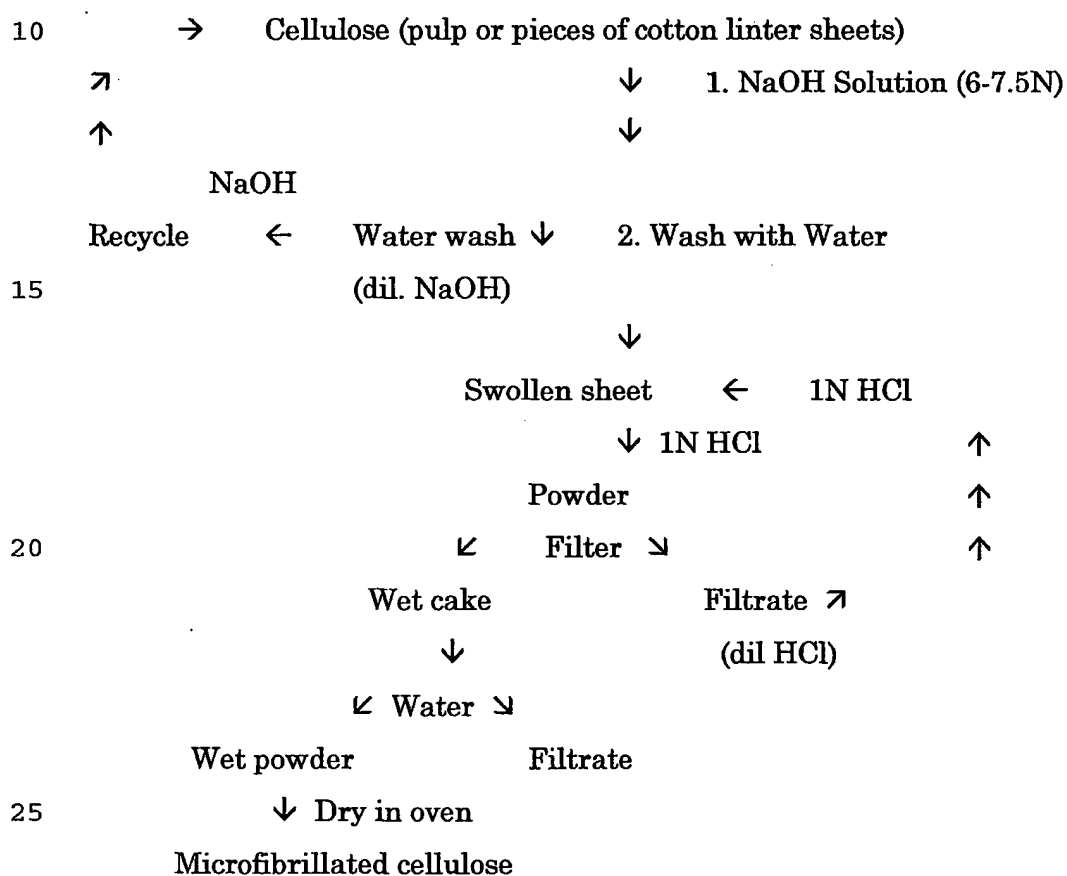 10 → Cellulose (pulp or pieces of cotton linter sheets)
↗ ↓ 1. NaOH Solution (6-7.5N)
↑ ↓
NaOH
Recycle ← Water wash ↓ 2. Wash with Water
15 (dil. NaOH)
↓
Swollen sheet ← 1N HCl
↓ 1N HCl ↑
Powder ↑
20 ↙ Filter ↘ ↑
Wet cake Filtrate ↗
↓ (dil HCl)
↙ Water ↘
Wet powder Filtrate
25 ↓ Dry in oven
Microfibrillated cellulose